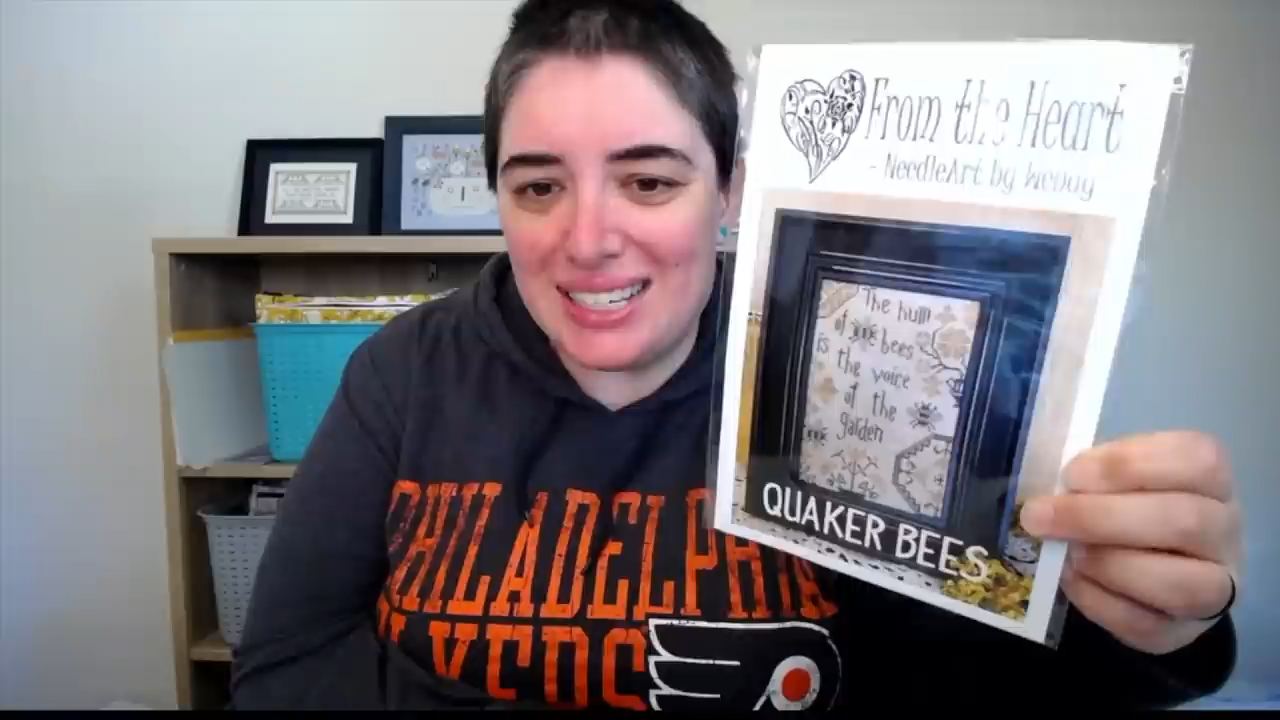 From the Heart
- NeedleArt by Wendy
The hum
of bees
is the voice
of the
garden
QUAKER BEES
PHILADELPHIA
FLYERS